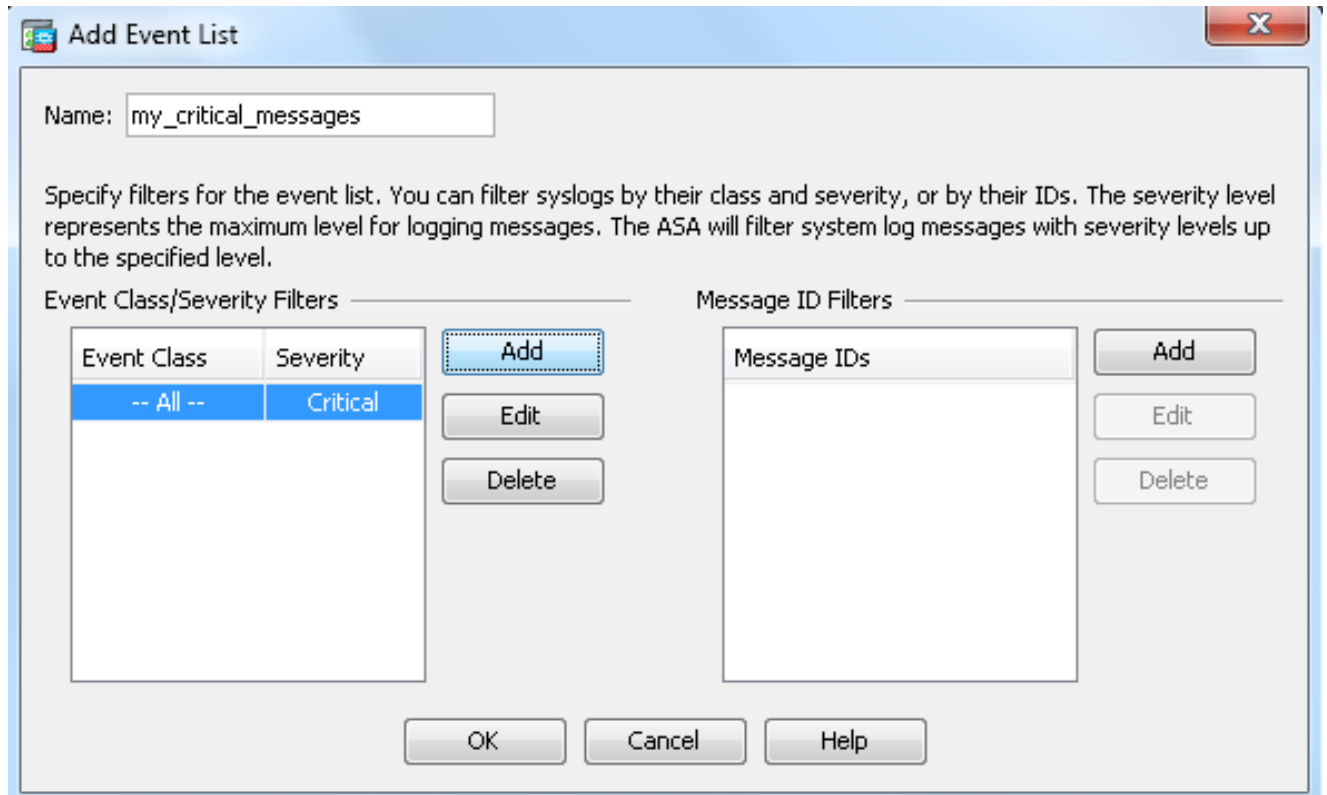 Add Event List
Name: my_critical_messages
Specify filters for the event list. You can filter syslogs by their class and severity, or by their IDs. The severity level
represents the maximum level for logging messages. The ASA will filter system log messages with severity levels up
to the specified level.
Event Class/Severity Filters
Message ID Filters
Event Class Severity
-- All -- Critical
Add
Edit
Delete
Message IDs
Add
Edit
Delete
OK Cancel Help